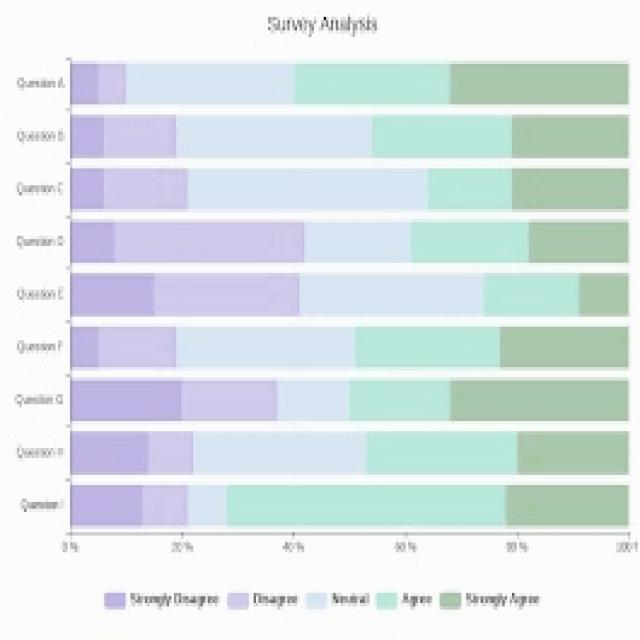 Survey Analysis
Question A
Question B
Question C
Question D
Question E
Question F
Question G
Question H
Question I
0 % 20 % 40 % 60 % 80 % 100 %
Strongly Disagree Disagree Neutral Agree Strongly Agree